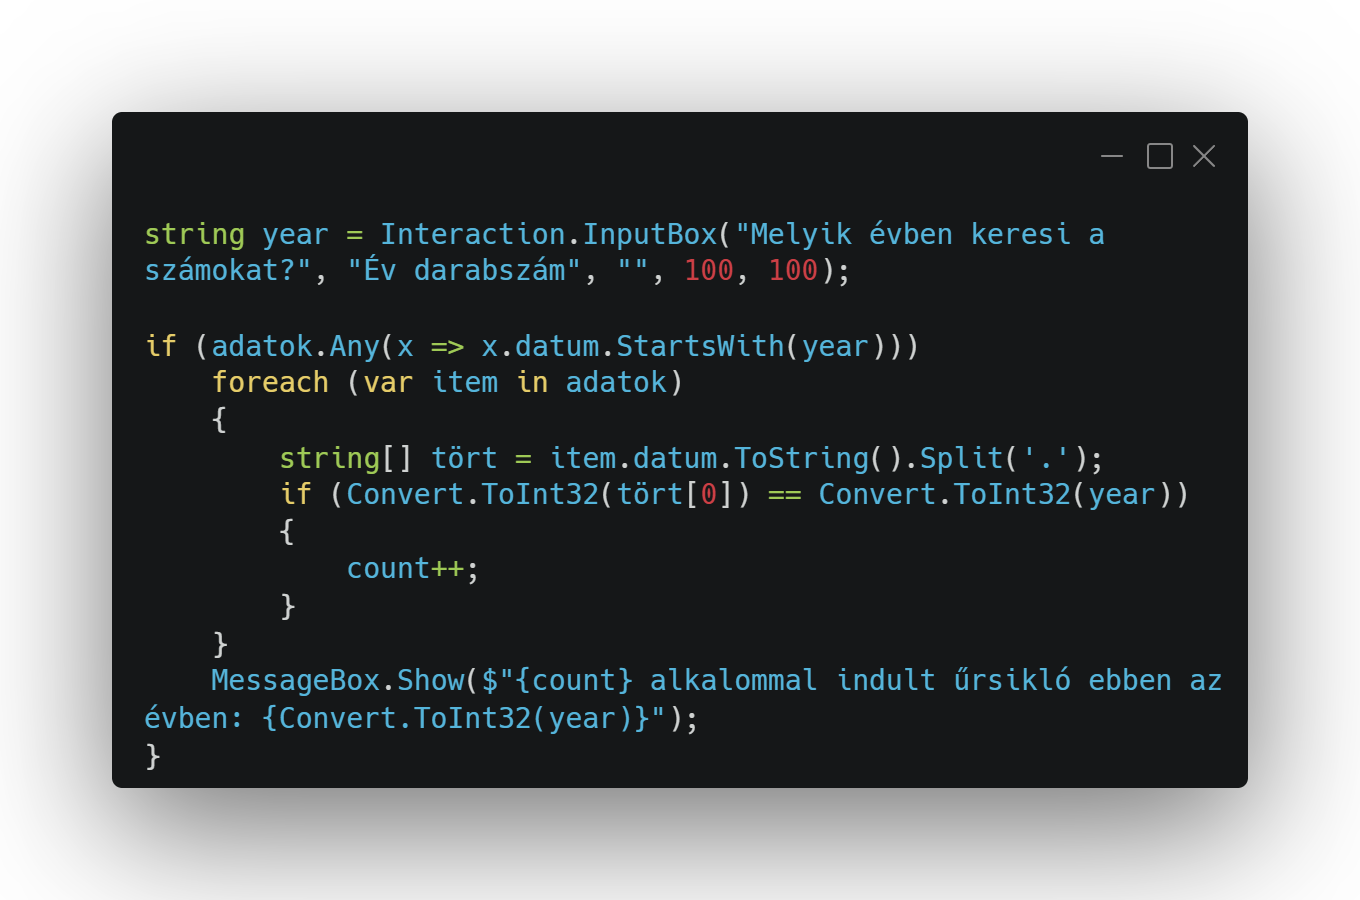 string year = Interaction.InputBox("Melyik évben keresi a
számokat?", "Év darabszám", "", 100, 100);

if (adatok.Any(x => x.datum.StartsWith(year)))
    foreach (var item in adatok)
    {
        string[] tört = item.datum.ToString().Split('.');
        if (Convert.ToInt32(tört[0]) == Convert.ToInt32(year))
        {
            count++;
        }
    }
    MessageBox.Show($"{count} alkalommal indult űrsikló ebben az
évben: {Convert.ToInt32(year)}");
}